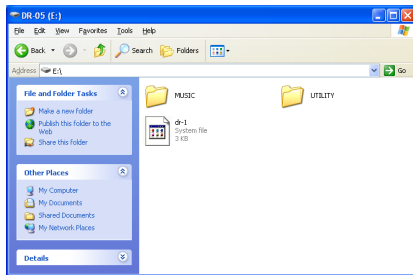 DR-05 (E:)
File Edit View Favorites Tools Help
Back Search Folders
Address E:\ Go
File and Folder Tasks
Make a new folder
Publish this folder to the
Web
Share this folder
Other Places
My Computer
My Documents
Shared Documents
My Network Places
Details
MUSIC UTILITY
dr-1
System file
3 KB